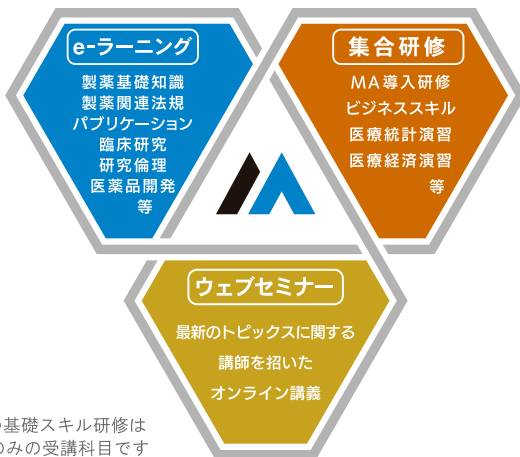 e-ラーニング
製薬基礎知識
製薬関連法規
パブリケーション
臨床研究
研究倫理
医薬品開発
等
集合研修
MA導入研修
ビジネススキル
医療統計演習
医療経済演習
等
ウェブセミナー
最新のトピックスに関する
講師を招いた
オンライン講義
基礎スキル研修は
のみの受講科目です